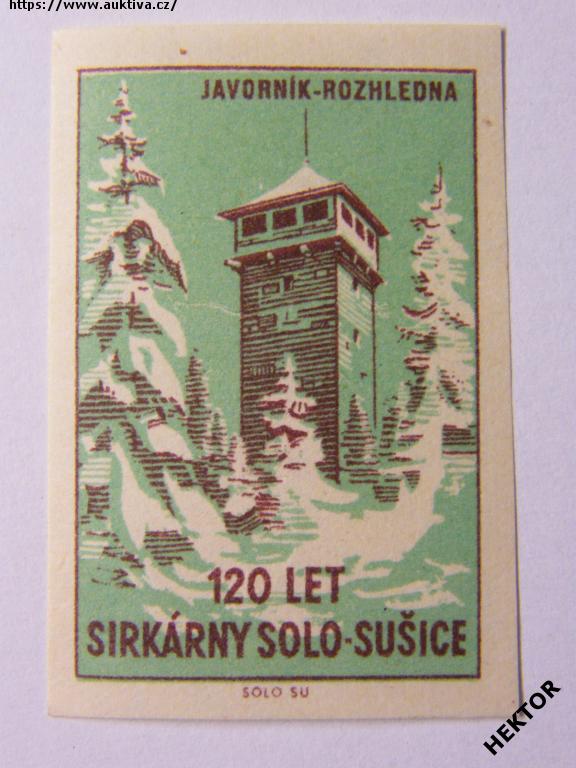 https://www.auktiva.cz/
JAVORNÍK-ROZHLEDNA
120 LET
SIRKÁRNY SOLO-SUŠICE
SOLO SU
HEKTOR